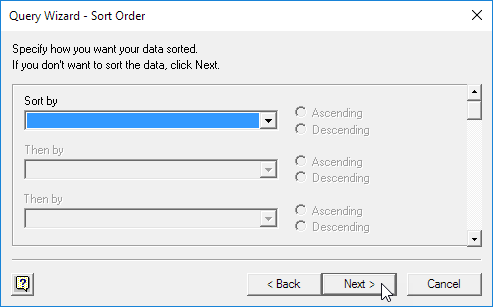 Query Wizard - Sort Order
Specify how you want your data sorted.
If you don't want to sort the data, click Next.
Sort by
Ascending
Descending
Then by
Ascending
Descending
Then by
Ascending
Descending
?
< Back
Next >
Cancel